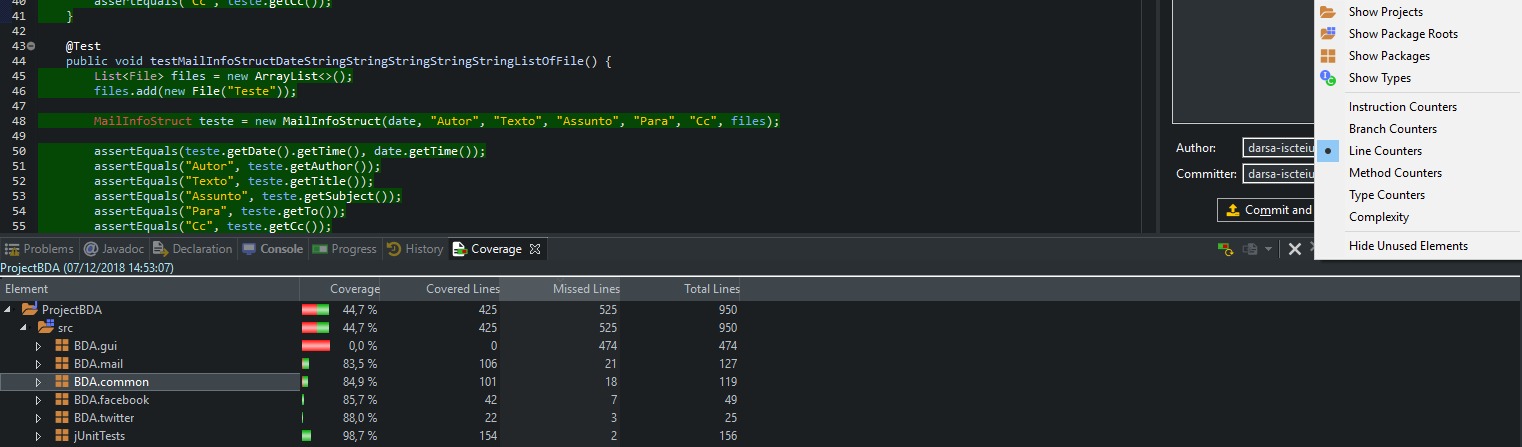 40 assertEquals("Cc", teste.getCc());
41 }
42
43 @Test
44 public void testMailInfoStructDateStringStringStringStringStringListOfFile() {
45 List<File> files = new ArrayList<>();
46 files.add(new File("Teste"));
47
48 MailInfoStruct teste = new MailInfoStruct(date, "Autor", "Texto", "Assunto", "Para", "Cc", files);
50 assertEquals(teste.getDate().getTime(), date.getTime());
51 assertEquals("Autor", teste.getAuthor());
52 assertEquals("Texto", teste.getTitle());
53 assertEquals("Assunto", teste.getSubject());
54 assertEquals("Para", teste.getTo());
55 assertEquals("Cc", teste.getCc());
Author: darsa-iscteiu
Committer: darsa-iscteiu
Commit and
Show Projects
Show Package Roots
Show Packages
Show Types
Instruction Counters
Branch Counters
Line Counters
Method Counters
Type Counters
Complexity
Hide Unused Elements
Problems @ Javadoc Declaration Console Progress History Coverage
ProjectBDA (07/12/2018 14:53:07)
Element Coverage Covered Lines Missed Lines Total Lines
ProjectBDA 44,7 % 425 525 950
src 44,7 % 425 525 950
BDA.gui 0,0 % 0 474 474
BDA.mail 83,5 % 106 21 127
BDA.common 84,9 % 101 18 119
BDA.facebook 85,7 % 42 7 49
BDA.twitter 88,0 % 22 3 25
jUnitTests 98,7 % 154 2 156